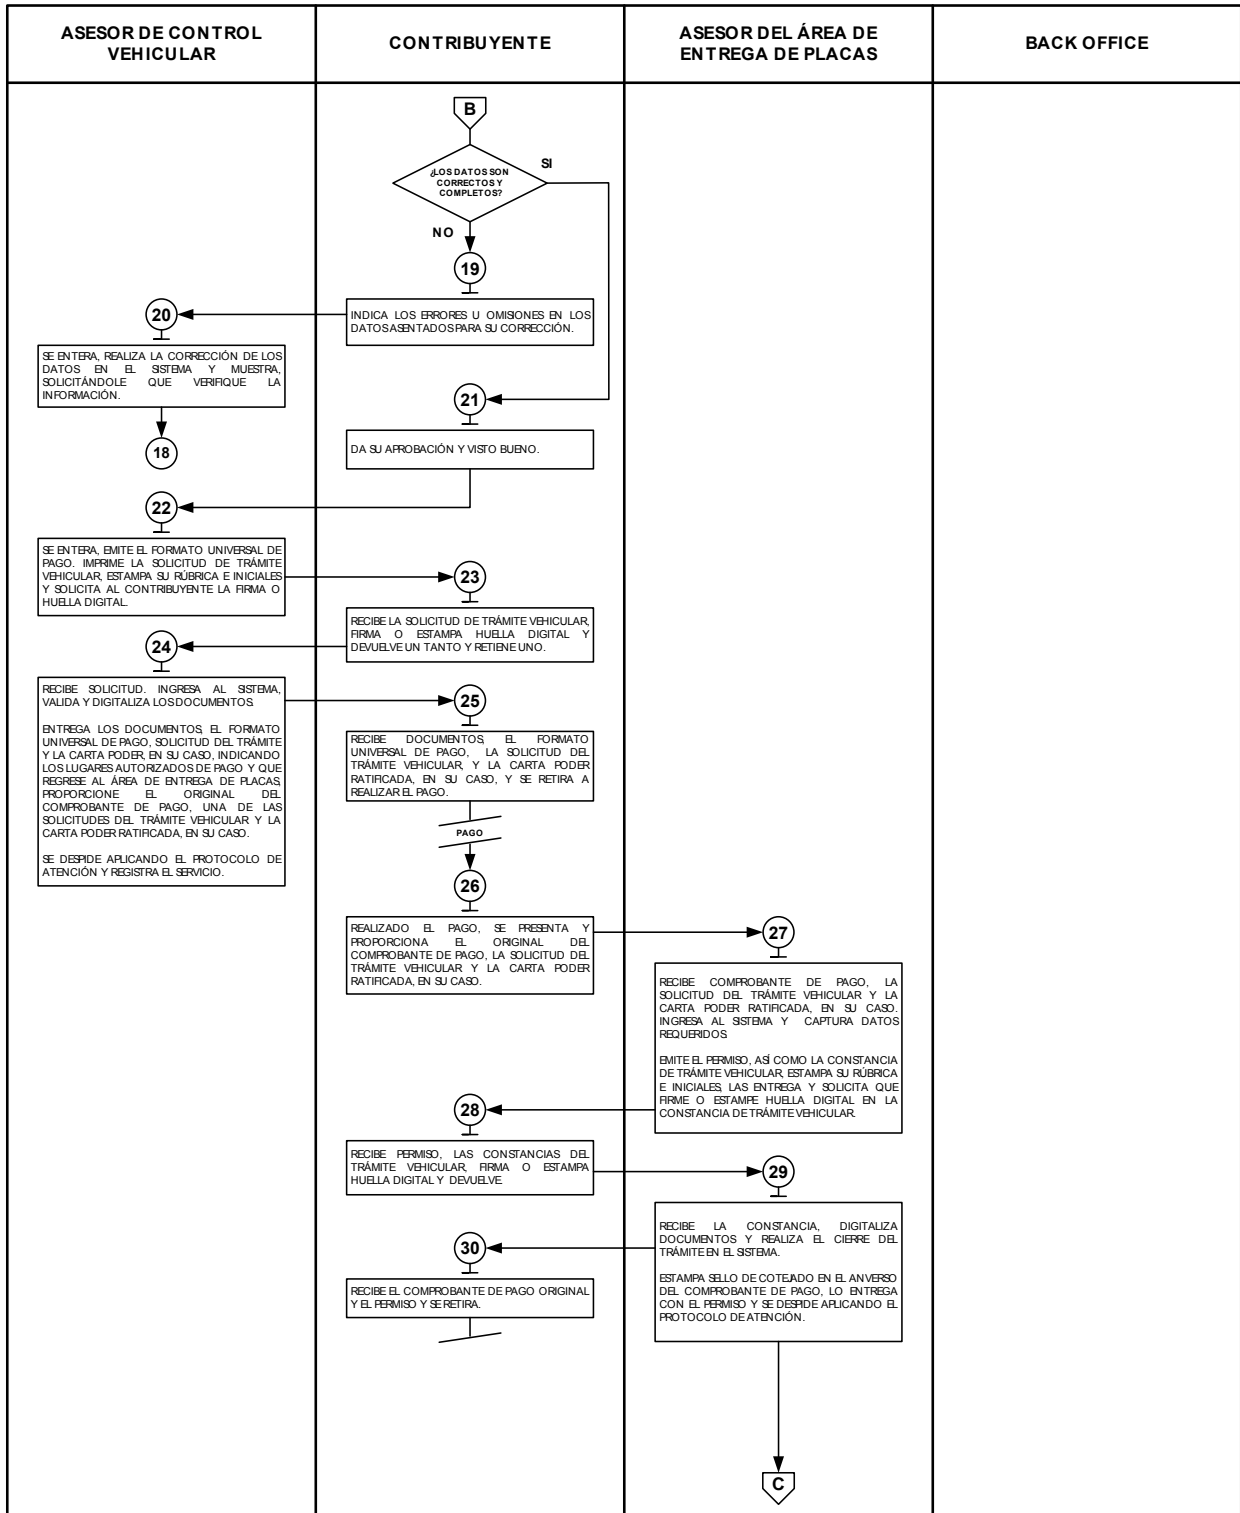 ASESOR DE CONTROL
VEHICULAR
CONTRIBUYENTE
ASESOR DEL ÁREA DE
ENTREGA DE PLACAS
BACK OFFICE
B
¿LOS DATOS SON
CORRECTOS Y
COMPLETOS?
SI
NO
19
INDICA LOS ERRORES U OMISIONES EN LOS
DATOS ASENTADOS PARA SU CORRECCIÓN.
20
SE ENTERA, REALIZA LA CORRECCIÓN DE LOS
DATOS EN EL SISTEMA Y MUESTRA,
SOLICITÁNDOLE QUE VERIFIQUE LA
INFORMACIÓN.
18
21
DA SU APROBACIÓN Y VISTO BUENO.
22
SE ENTERA, EMITE EL FORMATO UNIVERSAL DE
PAGO. IMPRIME LA SOLICITUD DE TRÁMITE
VEHICULAR, ESTAMPA SU RÚBRICA E INICIALES
Y SOLICITA AL CONTRIBUYENTE LA FIRMA O
HUELLA DIGITAL.
23
RECIBE LA SOLICITUD DE TRÁMITE VEHICULAR,
FIRMA O ESTAMPA HUELLA DIGITAL Y
DEVUELVE UN TANTO Y RETIENE UNO.
24
RECIBE SOLICITUD. INGRESA AL SISTEMA,
VALIDA Y DIGITALIZA LOS DOCUMENTOS.
ENTREGA LOS DOCUMENTOS, EL FORMATO
UNIVERSAL DE PAGO, SOLICITUD DEL TRÁMITE
Y LA CARTA PODER, EN SU CASO, INDICANDO
LOS LUGARES AUTORIZADOS DE PAGO Y QUE
REGRESE AL ÁREA DE ENTREGA DE PLACAS,
PROPORCIONE EL ORIGINAL DEL
COMPROBANTE DE PAGO, UNA DE LAS
SOLICITUDES DEL TRÁMITE VEHICULAR Y LA
CARTA PODER RATIFICADA, EN SU CASO.
SE DESPIDE APLICANDO EL PROTOCOLO DE
ATENCIÓN Y REGISTRA EL SERVICIO.
25
RECIBE DOCUMENTOS, EL FORMATO
UNIVERSAL DE PAGO, LA SOLICITUD DEL
TRÁMITE VEHICULAR, Y LA CARTA PODER
RATIFICADA, EN SU CASO, Y SE RETIRA A
REALIZAR EL PAGO.
PAGO
26
REALIZADO EL PAGO, SE PRESENTA Y
PROPORCIONA EL ORIGINAL DEL
COMPROBANTE DE PAGO, LA SOLICITUD DEL
TRÁMITE VEHICULAR Y LA CARTA PODER
RATIFICADA, EN SU CASO.
27
RECIBE COMPROBANTE DE PAGO, LA
SOLICITUD DEL TRÁMITE VEHICULAR Y LA
CARTA PODER RATIFICADA, EN SU CASO.
INGRESA AL SISTEMA Y CAPTURA DATOS
REQUERIDOS.
EMITE EL PERMISO, ASÍ COMO LA CONSTANCIA
DE TRÁMITE VEHICULAR, ESTAMPA SU RÚBRICA
E INICIALES, LAS ENTREGA Y SOLICITA QUE
FIRME O ESTAMPE HUELLA DIGITAL EN LA
CONSTANCIA DE TRÁMITE VEHICULAR.
28
RECIBE PERMISO, LAS CONSTANCIAS DEL
TRÁMITE VEHICULAR, FIRMA O ESTAMPA
HUELLA DIGITAL Y DEVUELVE.
29
RECIBE LA CONSTANCIA, DIGITALIZA
DOCUMENTOS Y REALIZA EL CIERRE DEL
TRÁMITE EN EL SISTEMA.
ESTAMPA SELLO DE COTEJADO EN EL ANVERSO
DEL COMPROBANTE DE PAGO, LO ENTREGA
CON EL PERMISO Y SE DESPIDE APLICANDO EL
PROTOCOLO DE ATENCIÓN.
30
RECIBE EL COMPROBANTE DE PAGO ORIGINAL
Y EL PERMISO Y SE RETIRA.
C